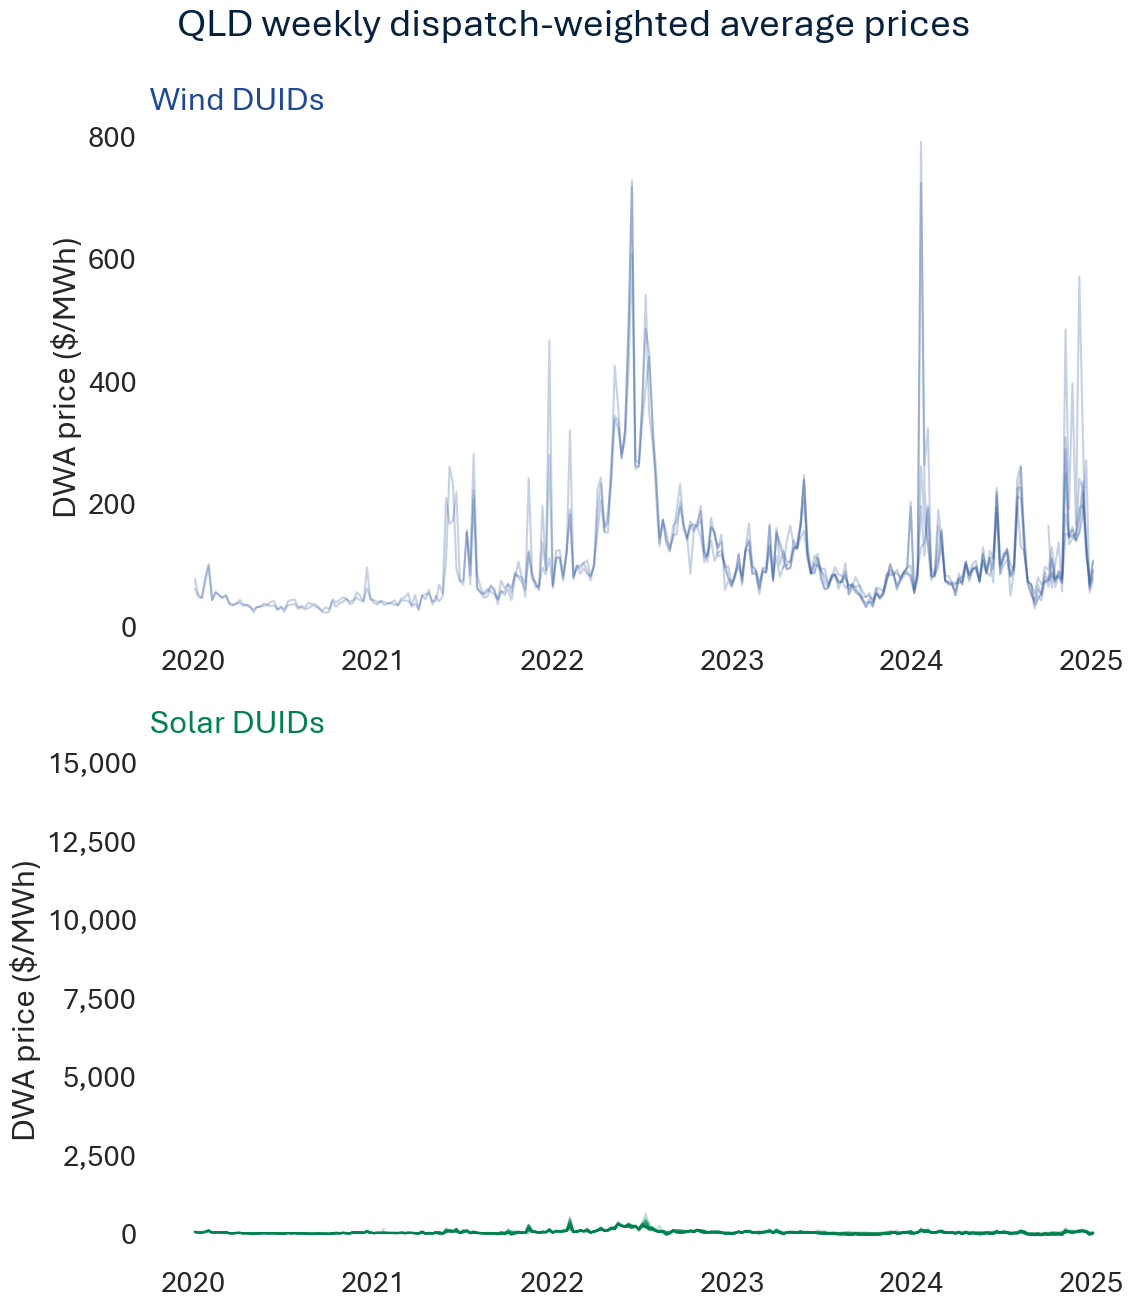 QLD weekly dispatch-weighted average prices
Wind DUIDs
DWA price ($/MWh)
800
600
400
200
0
2020 2021 2022 2023 2024 2025
Solar DUIDs
DWA price ($/MWh)
15,000
12,500
10,000
7,500
5,000
2,500
0
2020 2021 2022 2023 2024 2025